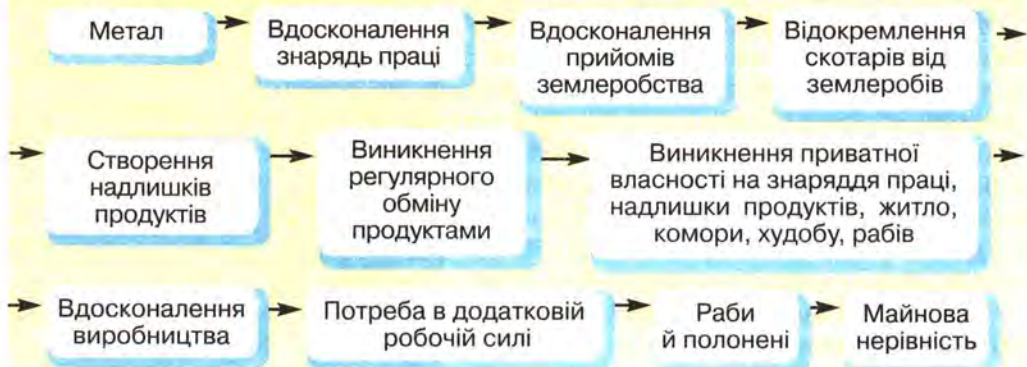 Метал
Вдосконалення
знарядь праці
Вдосконалення
прийомів
землеробства
Відокремлення
скотарів від
землеробів
Створення
надлишків
продуктів
Виникнення
регулярного
обміну
продуктами
Виникнення приватної
власності на знаряддя праці,
надлишки продуктів, житло,
комори, худобу, рабів
Вдосконалення
виробництва
Потреба в додатковій
робочій силі
Раби
й полонені
Майнова
нерівність